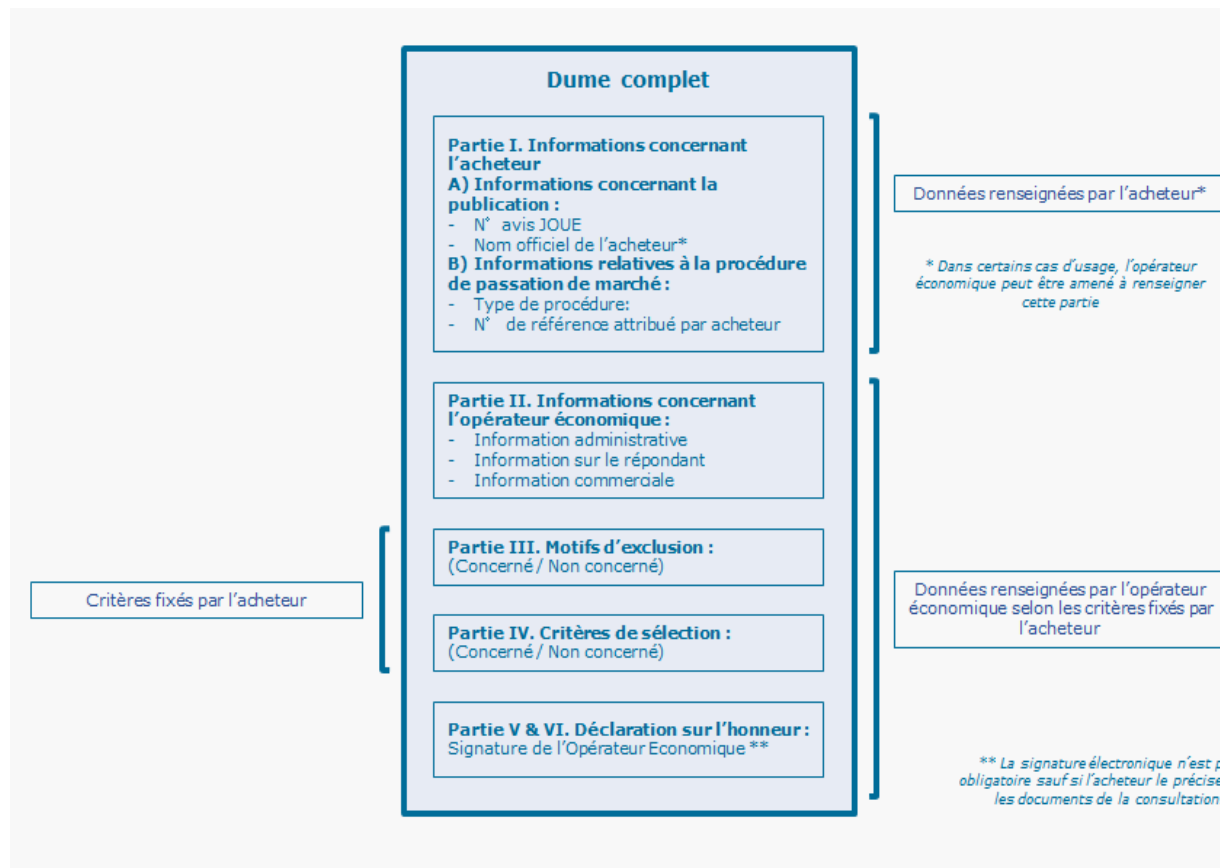 Dume complet
Partie I. Informations concernant
l'acheteur
A) Informations concernant la
publication :
- N° avis JOUE
- Nom officiel de l'acheteur*
B) Informations relatives à la procédure
de passation de marché :
- Type de procédure:
- N° de référence attribué par acheteur
Données renseignées par l'acheteur*
* Dans certains cas d'usage, l'opérateur
économique peut être amené à renseigner
cette partie
Partie II. Informations concernant
l'opérateur économique :
- Information administrative
- Information sur le répondant
- Information commerciale
Partie III. Motifs d'exclusion :
(Concerné / Non concerné)
Critères fixés par l'acheteur
Partie IV. Critères de sélection :
(Concerné / Non concerné)
Données renseignées par l'opérateur
économique selon les critères fixés par
l'acheteur
Partie V & VI. Déclaration sur l'honneur :
Signature de l'Opérateur Economique **
** La signature électronique n'est
obligatoire sauf si l'acheteur le précise
les documents de la consultation